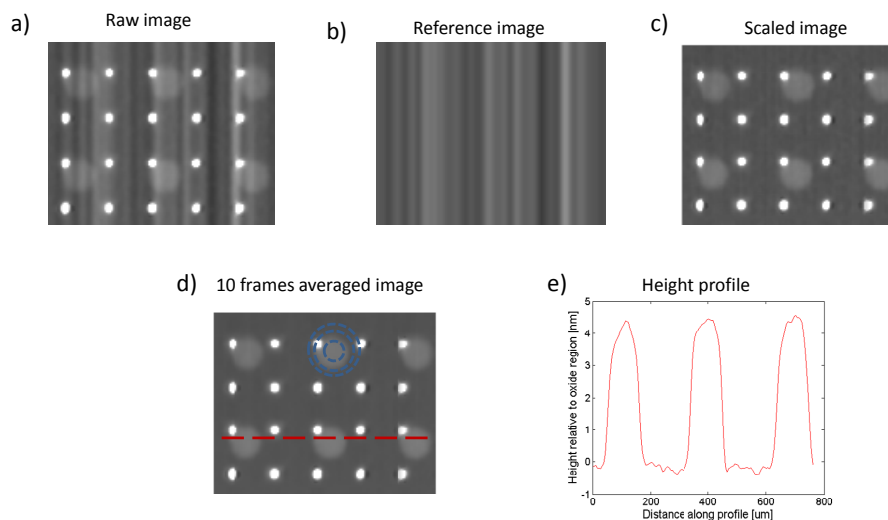 a)
Raw image
b)
Reference image
c)
Scaled image
d)
10 frames averaged image
e)
Height profile
Height relative to oxide region [nm]
5
4
3
2
1
0
-1
0
200
400
600
800
Distance along profile [um]